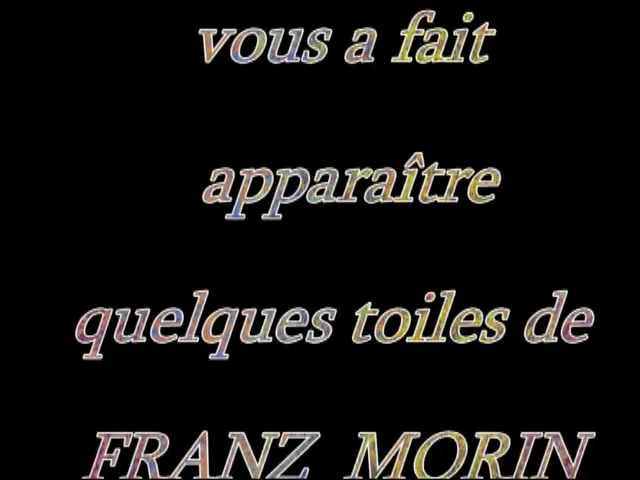 vous a fait
apparaître
quelques toiles de
FRANZ MORIN